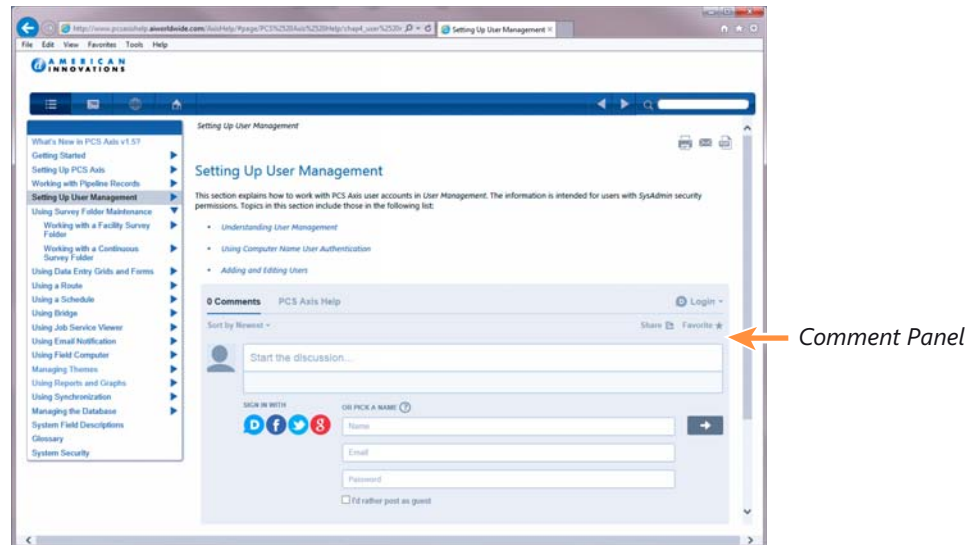 http://www.pcsaxishelp.aiworldwide.com/AxisHelp/#page/PCS%2520Axis%2520Help/chap4_user%2520r
Setting Up User Management
File Edit View Favorites Tools Help
AMERICAN
INNOVATIONS
Setting Up User Management
What's New in PCS Axis v1.5?
Getting Started
Setting Up PCS Axis
Working with Pipeline Records
Setting Up User Management
Using Survey Folder Maintenance
Working with a Facility Survey
Folder
Working with a Continuous
Survey Folder
Using Data Entry Grids and Forms
Using a Route
Using a Schedule
Using Bridge
Using Job Service Viewer
Using Email Notification
Using Field Computer
Managing Themes
Using Reports and Graphs
Using Synchronization
Managing the Database
System Field Descriptions
Glossary
System Security
Setting Up User Management
This section explains how to work with PCS Axis user accounts in User Management. The information is intended for users with SysAdmin security
permissions. Topics in this section include those in the following list:
• Understanding User Management
• Using Computer Name User Authentication
• Adding and Editing Users
0 Comments PCS Axis Help Login
Sort by Newest Share Favorite
Start the discussion...
SIGN IN WITH
OR PICK A NAME ?
Name
Email
Password
I'd rather post as guest
Comment Panel